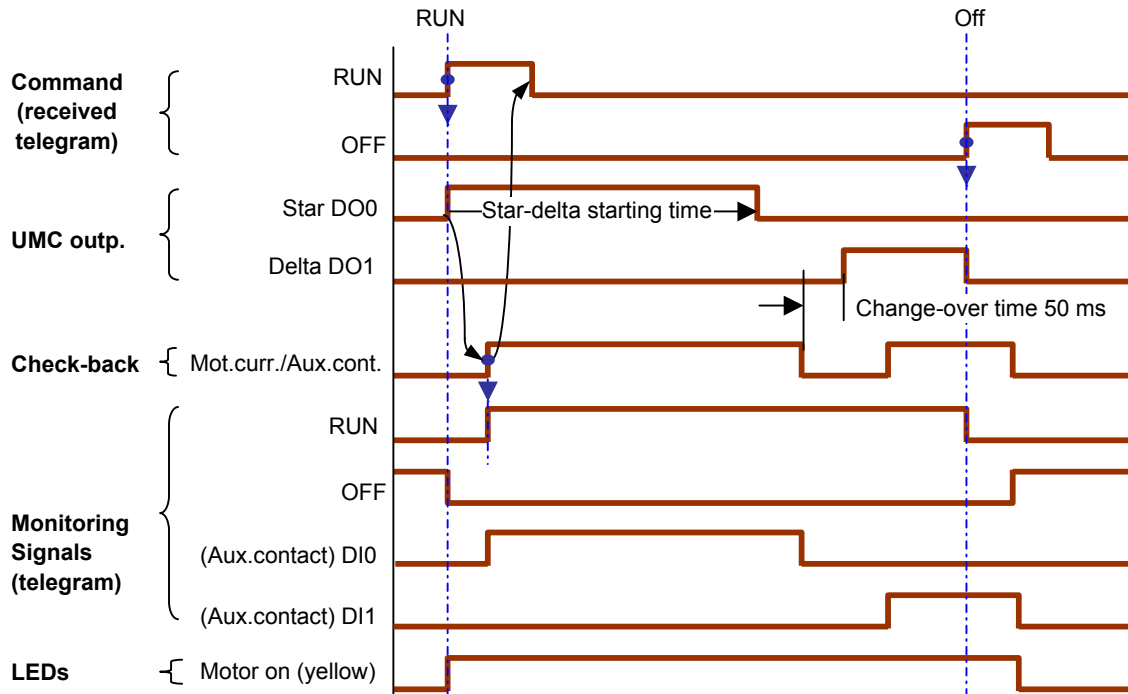 RUN
Off
Command
(received
telegram)
RUN
OFF
UMC outp.
Star DO0
Star-delta starting time
Delta DO1
Change-over time 50 ms
Check-back
Mot.curr./Aux.cont.
RUN
OFF
Monitoring
Signals
(telegram)
(Aux.contact) DI0
(Aux.contact) DI1
LEDs
Motor on (yellow)